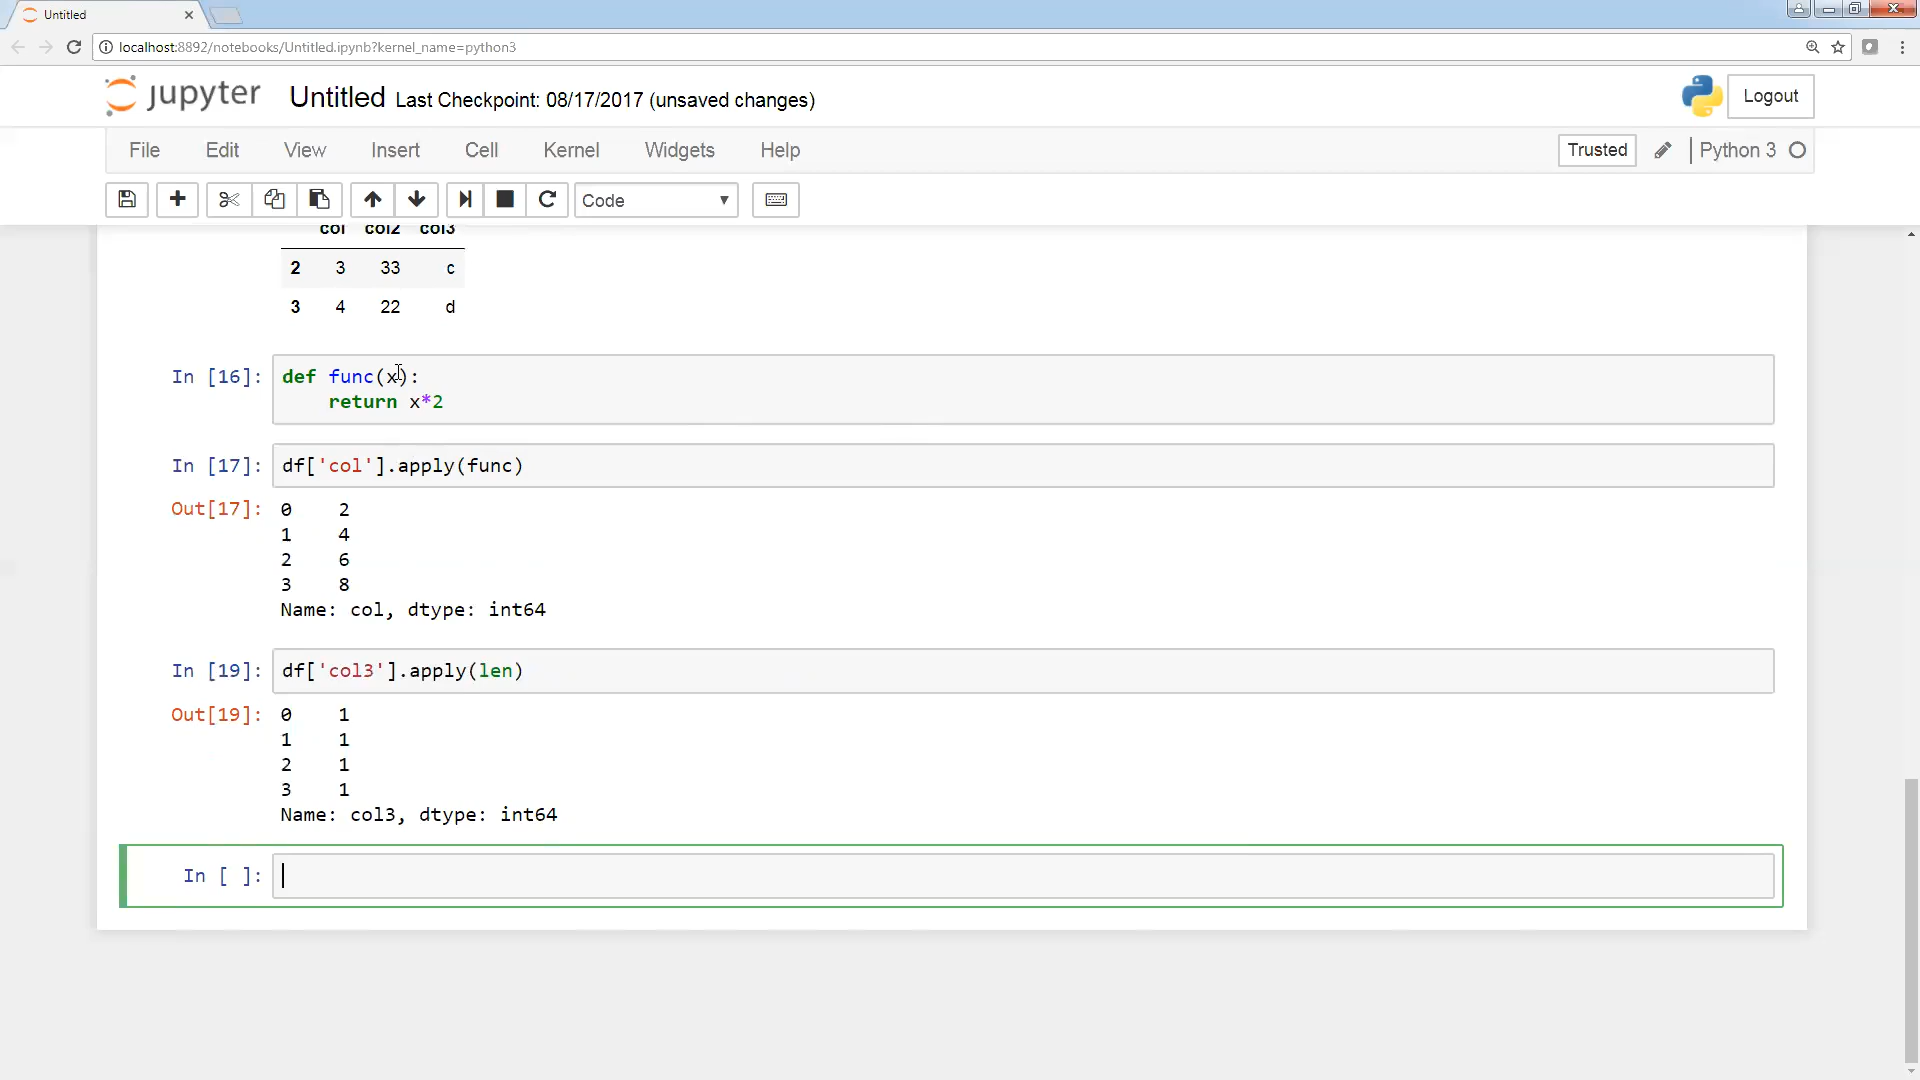 Untitled
localhost:8892/notebooks/Untitled.ipynb?kernel_name=python3
jupyter Untitled Last Checkpoint: 08/17/2017 (unsaved changes) Logout
File Edit View Insert Cell Kernel Widgets Help Trusted Python 3
Code
col col2 col3
2 3 33 c
3 4 22 d
In [16]: def func(x):
return x*2
In [17]: df['col'].apply(func)
Out[17]: 0 2
1 4
2 6
3 8
Name: col, dtype: int64
In [19]: df['col3'].apply(len)
Out[19]: 0 1
1 1
2 1
3 1
Name: col3, dtype: int64
In [ ]: